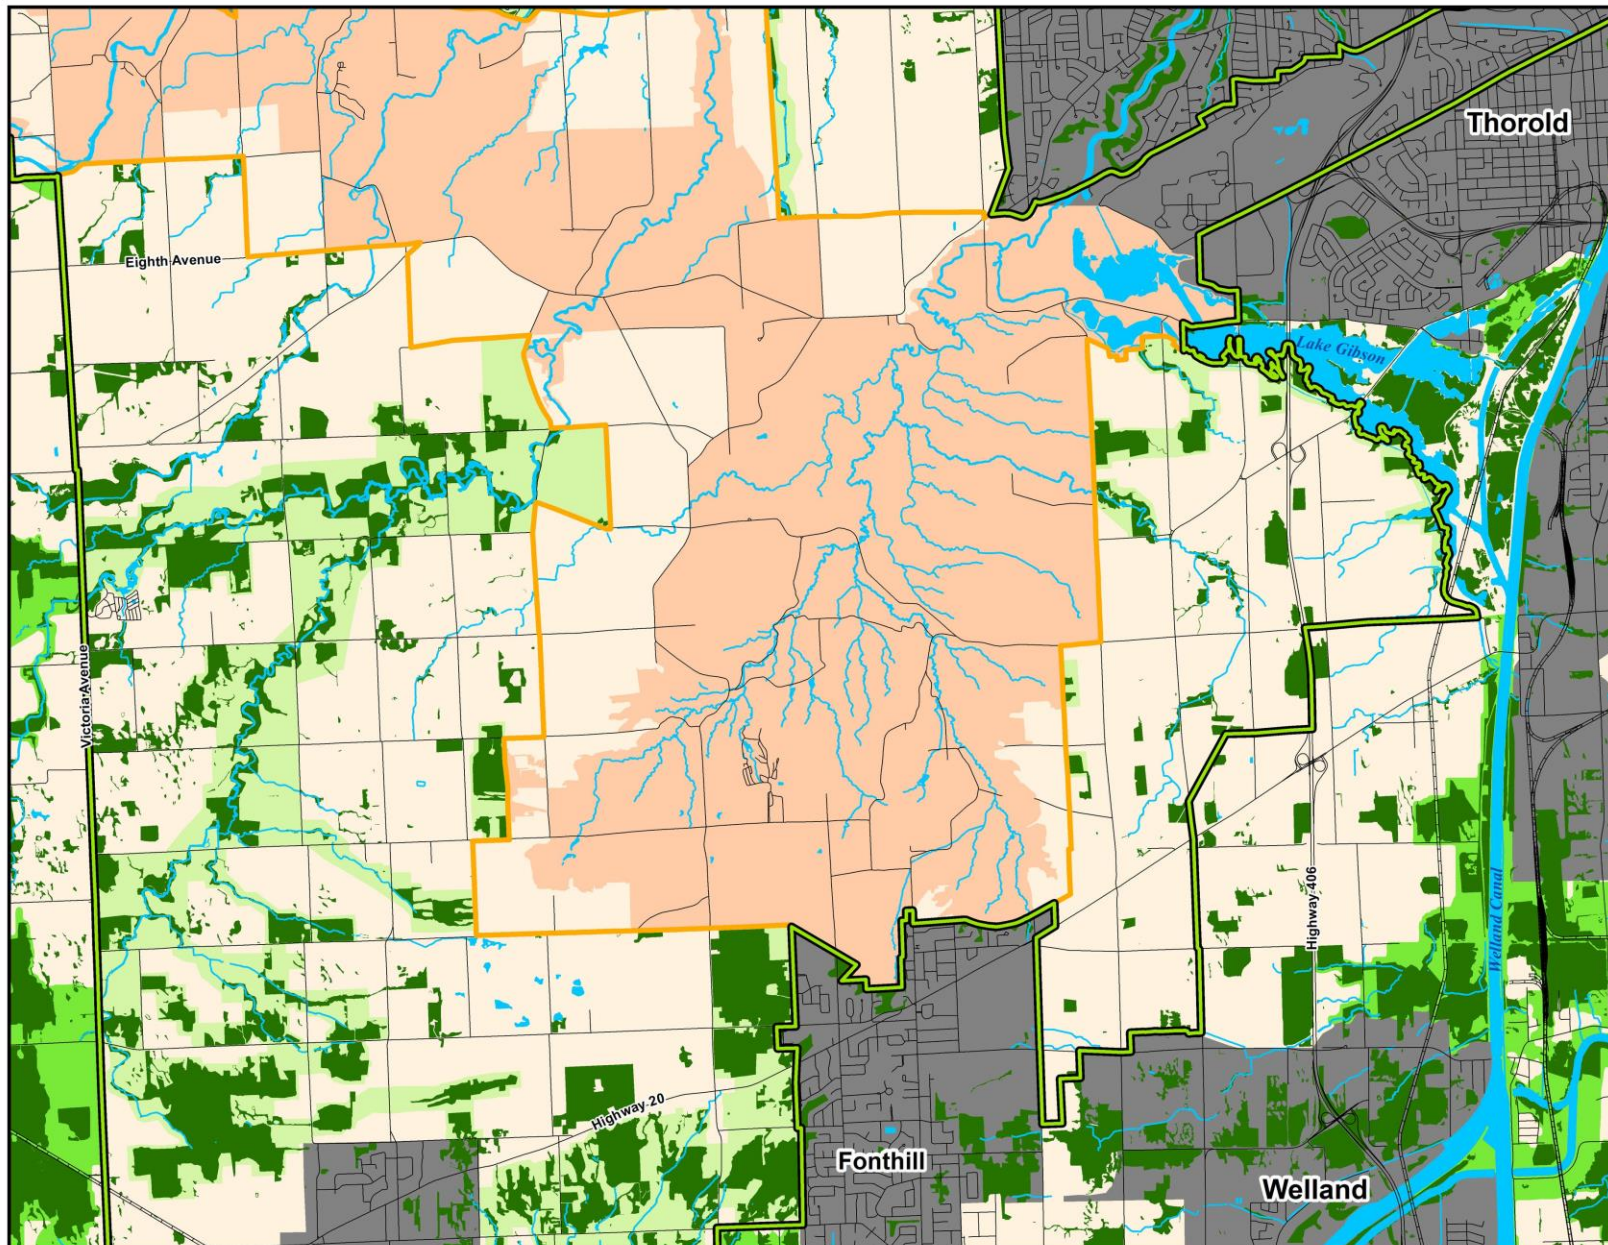 Thorold
Eighth Avenue
Lake Gibson
Victoria Avenue
Highway 406
Welland Canal
Highway 20
Fonthill
Welland